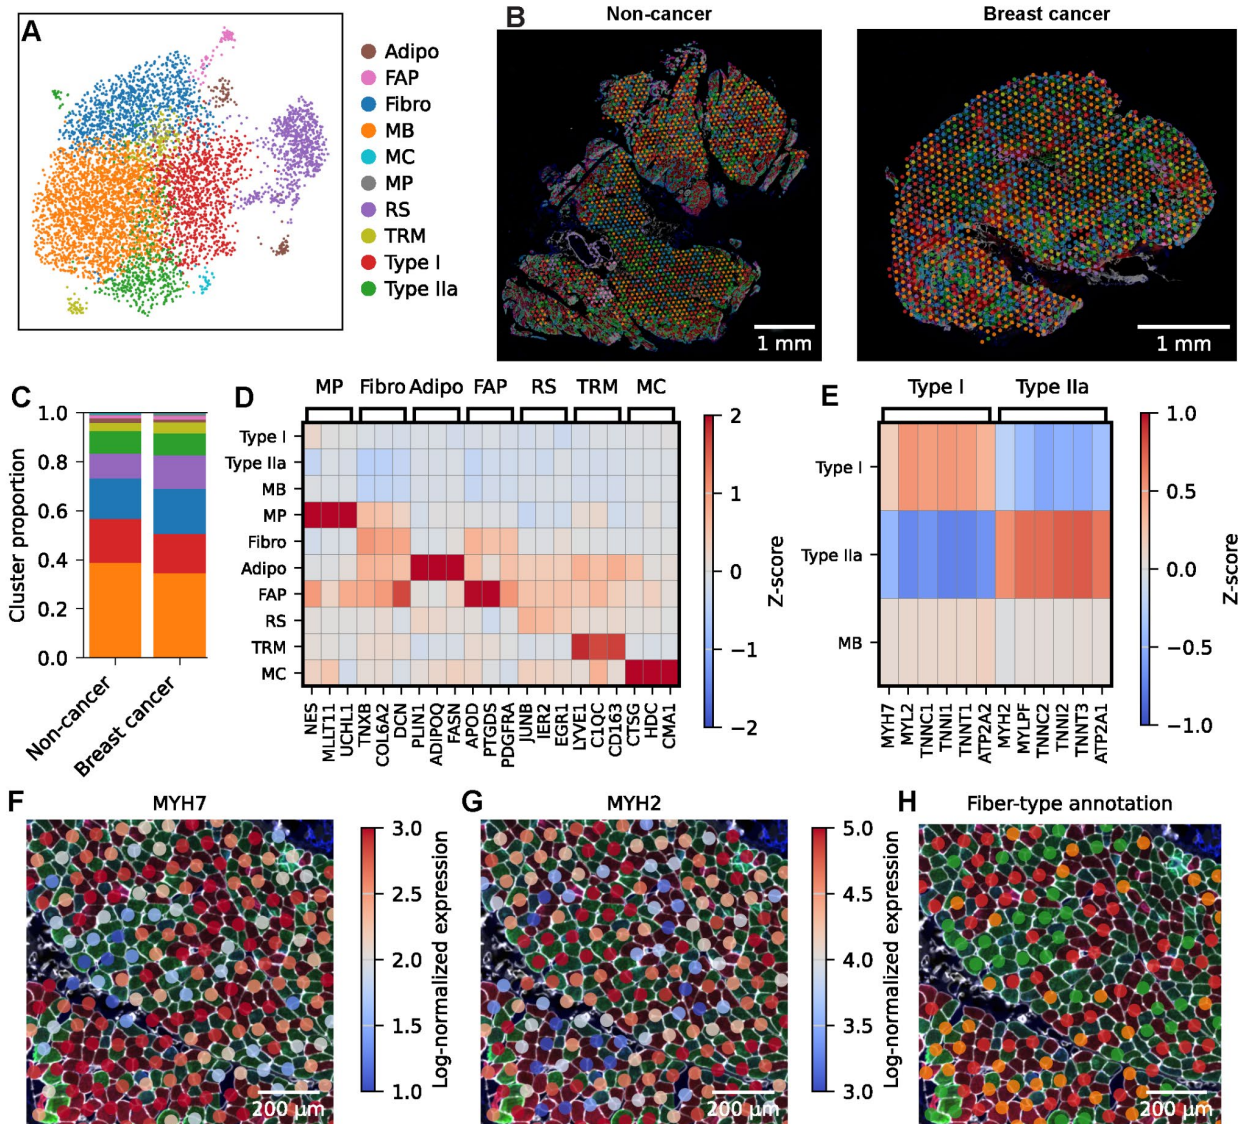 A
Adipo
FAP
Fibro
MB
MC
MP
RS
TRM
Type I
Type IIa
B
Non-cancer
1 mm
Breast cancer
1 mm
C
Cluster proportion
1.0
0.8
0.6
0.4
0.2
0.0
Non-cancer
Breast cancer
D
MP Fibro Adipo FAP RS TRM MC
Type I
Type IIa
MB
MP
Fibro
Adipo
FAP
RS
TRM
MC
NES
MLLT11
UCHL1
TNXB
COL6A2
DCN
PLIN1
ADIPOQ
FASN
APOD
PTGDS
PDGFRA
JUNB
IER2
EGR1
LYVE1
C1QC
CD163
CTSG
HDC
CMA1
2
1
0
−1
−2
Z-score
E
Type I Type IIa
Type I
Type IIa
MB
MYH7
MYL2
TNNC1
TNNI1
TNNT1
ATP2A2
MYH2
MYLPF
TNNC2
TNNI2
TNNT3
ATP2A1
1.0
0.5
0.0
−0.5
−1.0
Z-score
F
MYH7
200 µm
3.0
2.5
2.0
1.5
1.0
Log-normalized expression
G
MYH2
200 µm
5.0
4.5
4.0
3.5
3.0
Log-normalized expression
H
Fiber-type annotation
200 µm